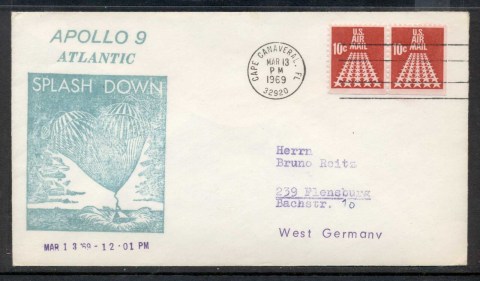 APOLLO 9
ATLANTIC
SPLASH DOWN
MAR 13 '69 - 12-01 PM
CAPE CANAVERAL, FL
MAR 13
PM
1969
32920
U.S.
AIR
MAIL
10c
U.S.
AIR
MAIL
10c
Herrn
Bruno Reitz
239 Flensburg
Bachstr.
West Germany